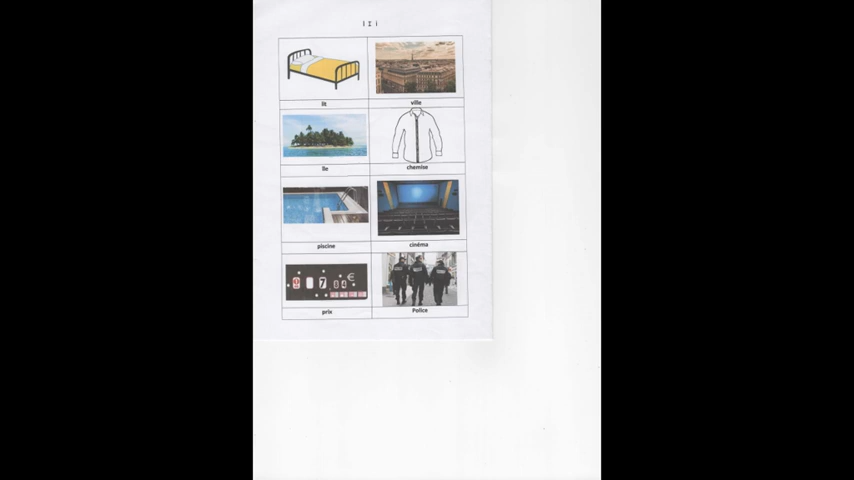 lit ville
île chemise
piscine cinéma
prix Police